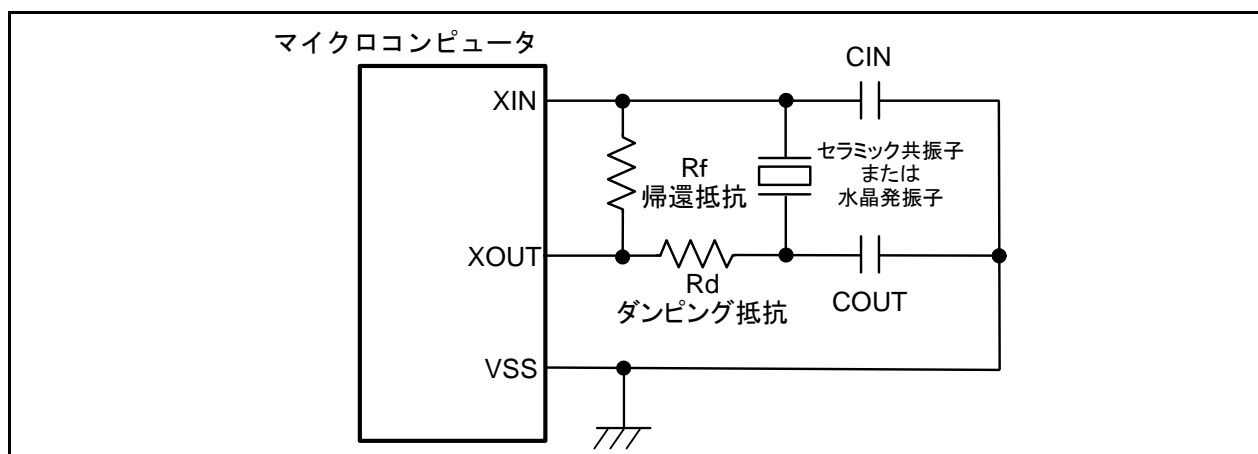 マイクロコンピュータ
CIN
XIN
セラミック共振子
または
水晶発振子
Rf
帰還抵抗
XOUT
Rd
ダンピング抵抗
COUT
VSS